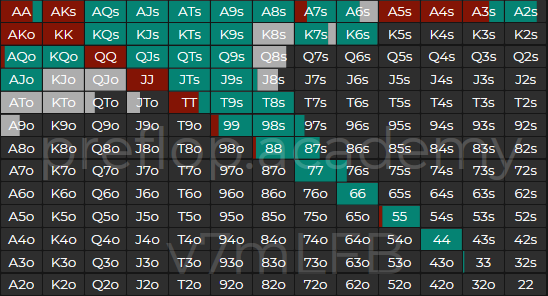 AA AKs AQs AJs ATs A9s A8s A7s A6s A5s A4s A3s A2s
AKo KK KQs KJs KTs K9s K8s K7s K6s K5s K4s K3s K2s
AQo KQo QQ QJs QTs Q9s Q8s Q7s Q6s Q5s Q4s Q3s Q2s
AJo KJo QJo JJ JTs J9s J8s J7s J6s J5s J4s J3s J2s
ATo KTo QTo JTo TT T9s T8s T7s T6s T5s T4s T3s T2s
A9o K9o Q9o J9o T9o 99 98s 97s 96s 95s 94s 93s 92s
A8o K8o Q8o J8o T8o 98o 88 87s 86s 85s 84s 83s 82s
A7o K7o Q7o J7o T7o 97o 87o 77 76s 75s 74s 73s 72s
preflop.academy
A6o K6o Q6o J6o T6o 96o 86o 76o 66 65s 64s 63s 62s
A5o K5o Q5o J5o T5o 95o 85o 75o 65o 55 54s 53s 52s
A4o K4o Q4o J4o T4o 94o 84o 74o 64o 54o 44 43s 42s
v7mLFB
A3o K3o Q3o J3o T3o 93o 83o 73o 63o 53o 43o 33 32s
A2o K2o Q2o J2o T2o 92o 82o 72o 62o 52o 42o 32o 22